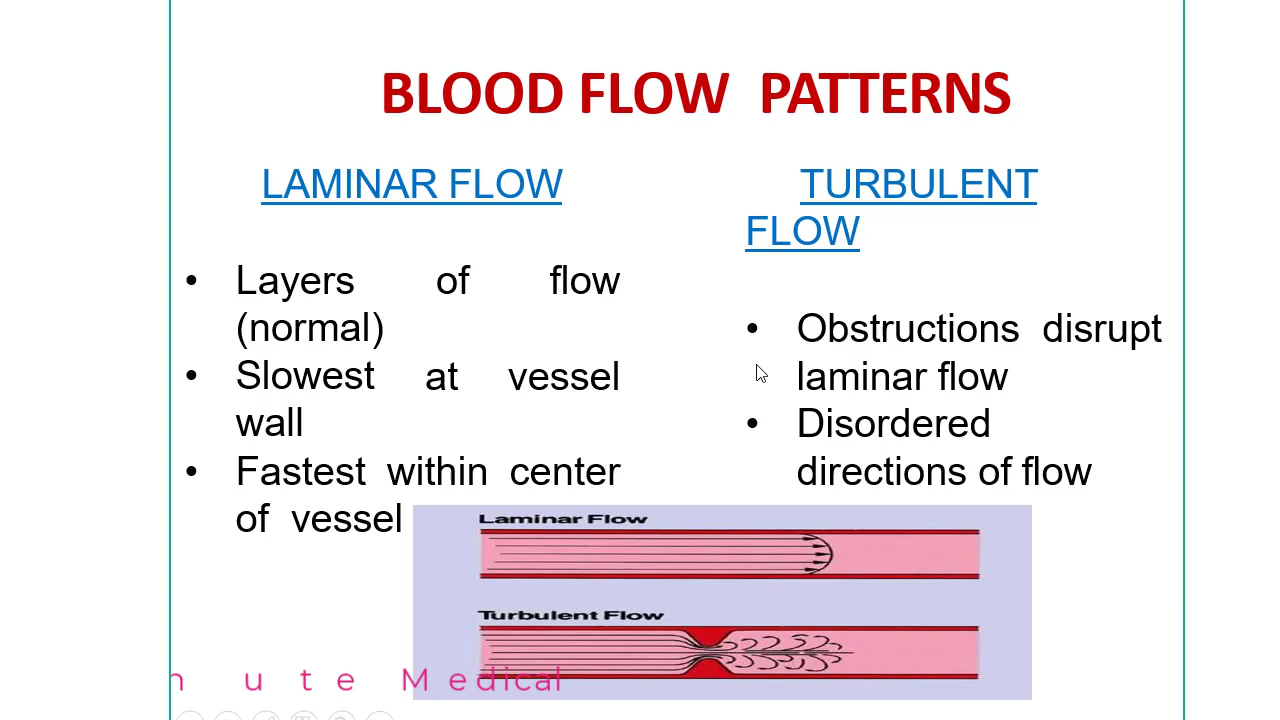 BLOOD FLOW PATTERNS
LAMINAR FLOW
Layers of flow
(normal)
• Slowest at vessel
wall
• Fastest within center
of vessel
TURBULENT
FLOW
• Obstructions disrupt
laminar flow
• Disordered
directions of flow
Laminar Flow
Turbulent Flow
n u t e Medical